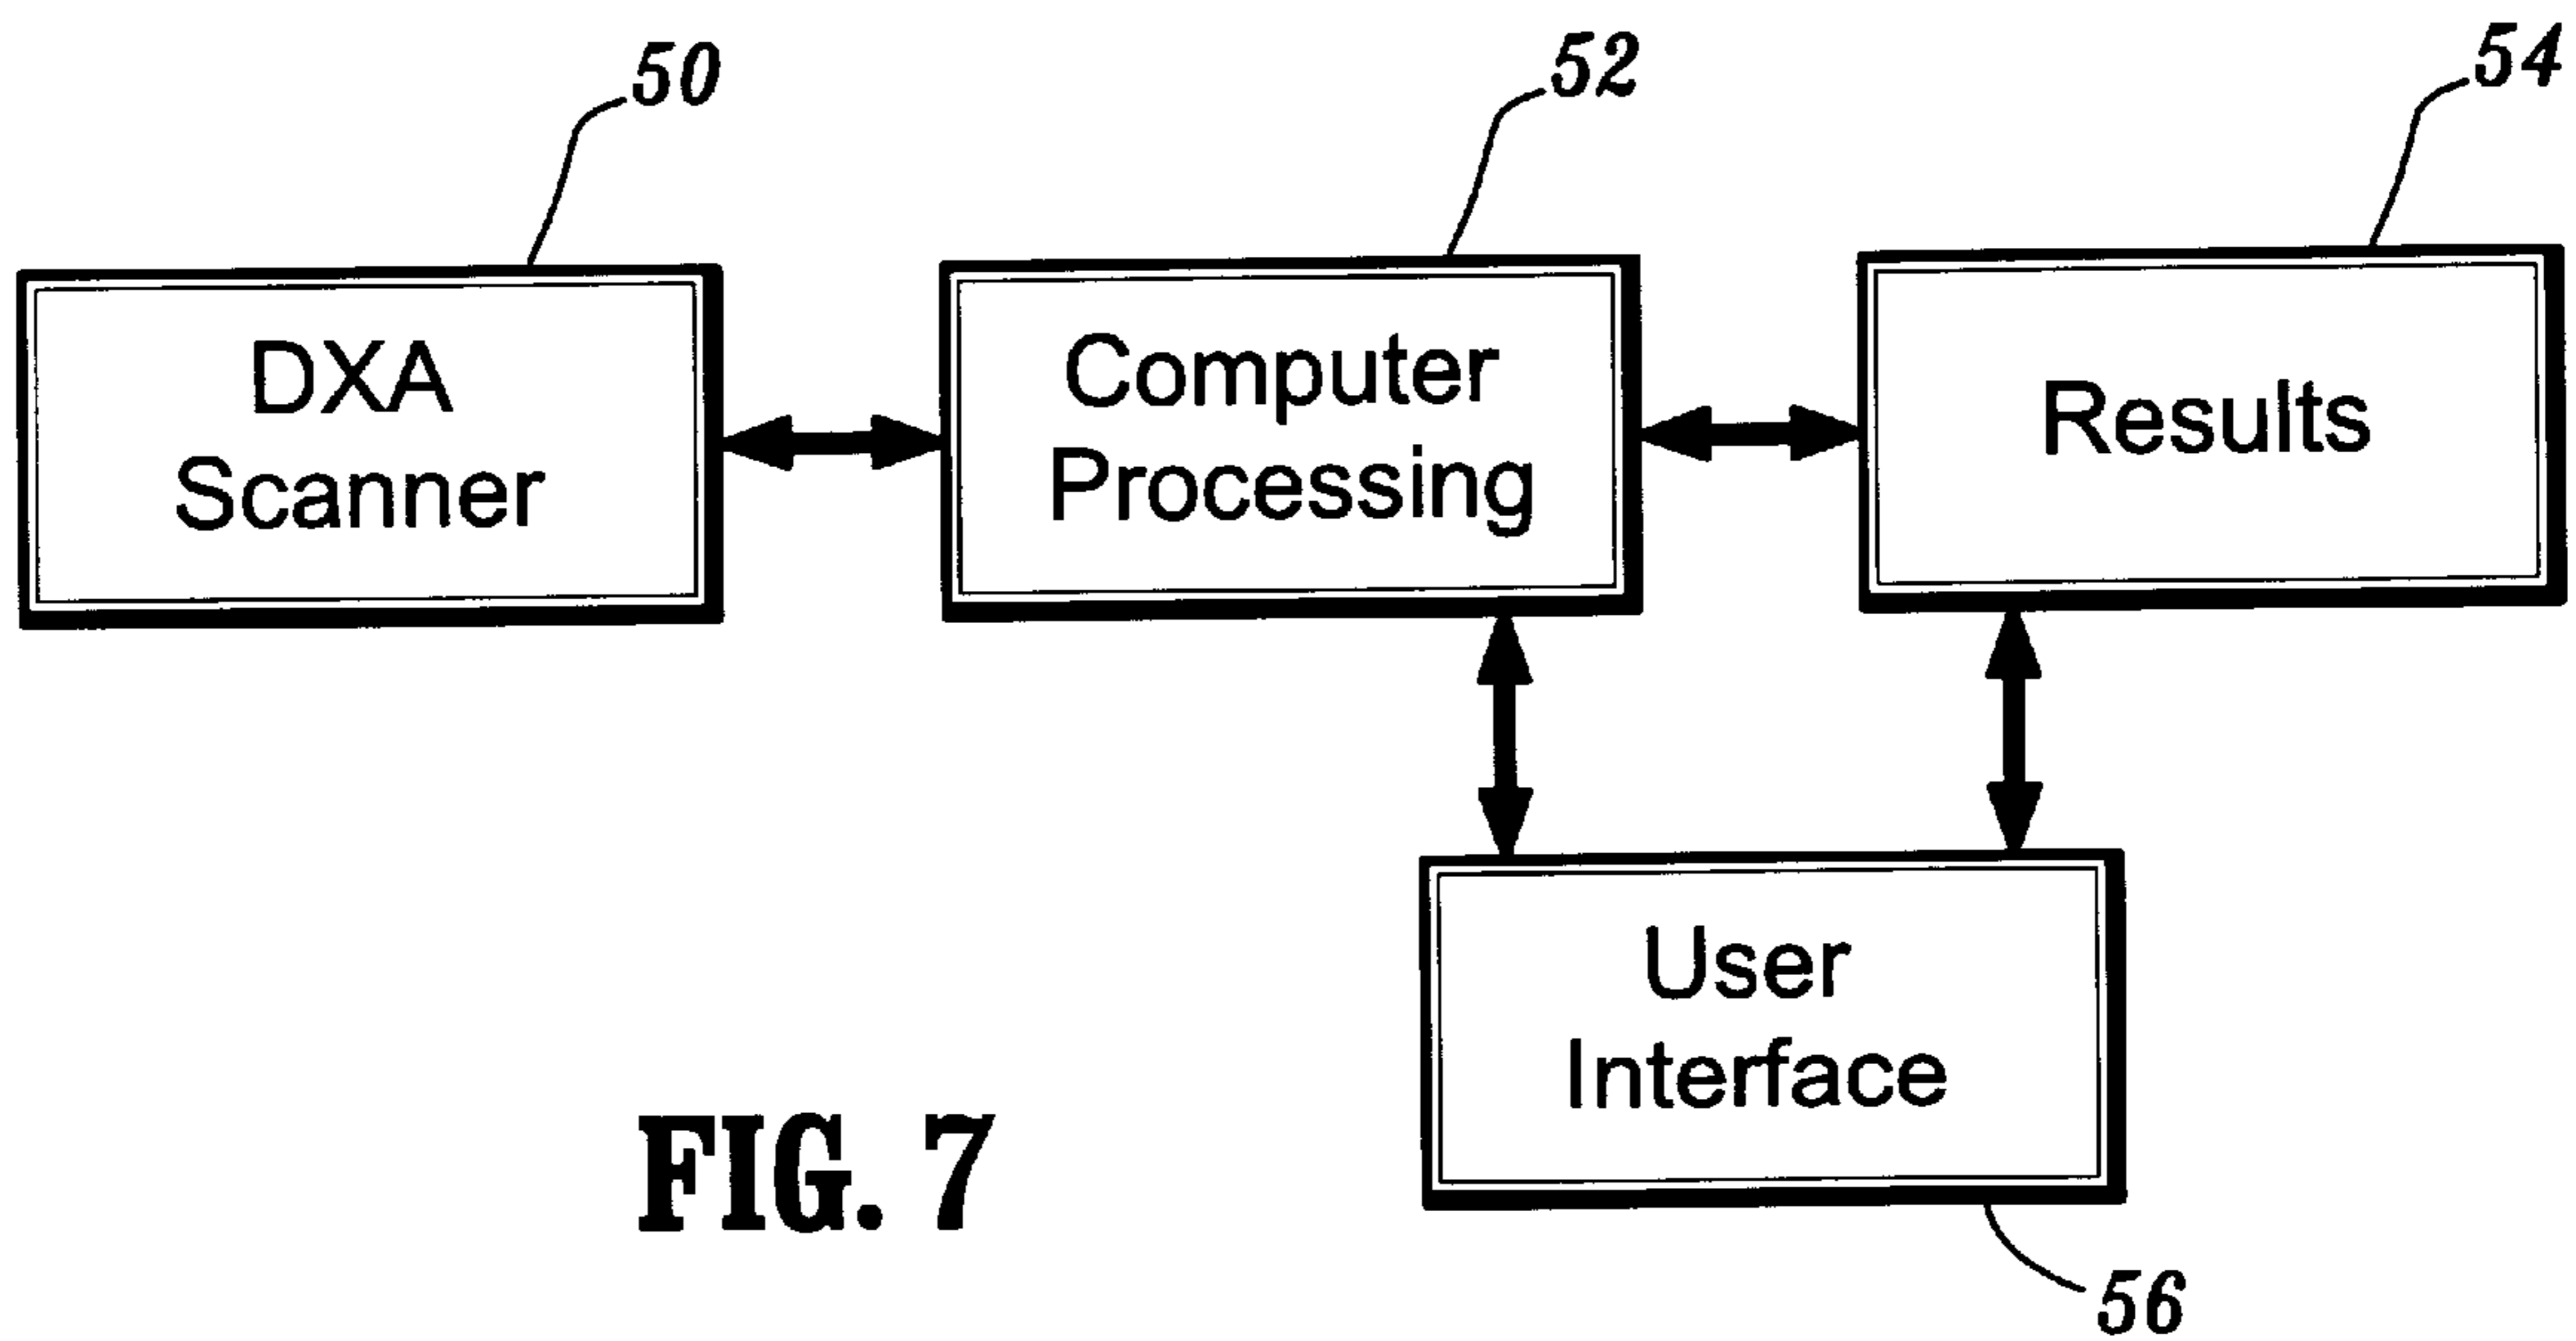 50
52
54
DXA
Scanner
Computer
Processing
Results
User
Interface
FIG. 7
56